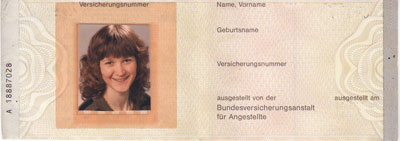 Versicherungsnummer
Name, Vorname
Geburtsname
Versicherungsnummer
ausgestellt von der
ausgestellt am
Bundesversicherungsanstalt
für Angestellte
A 18887028